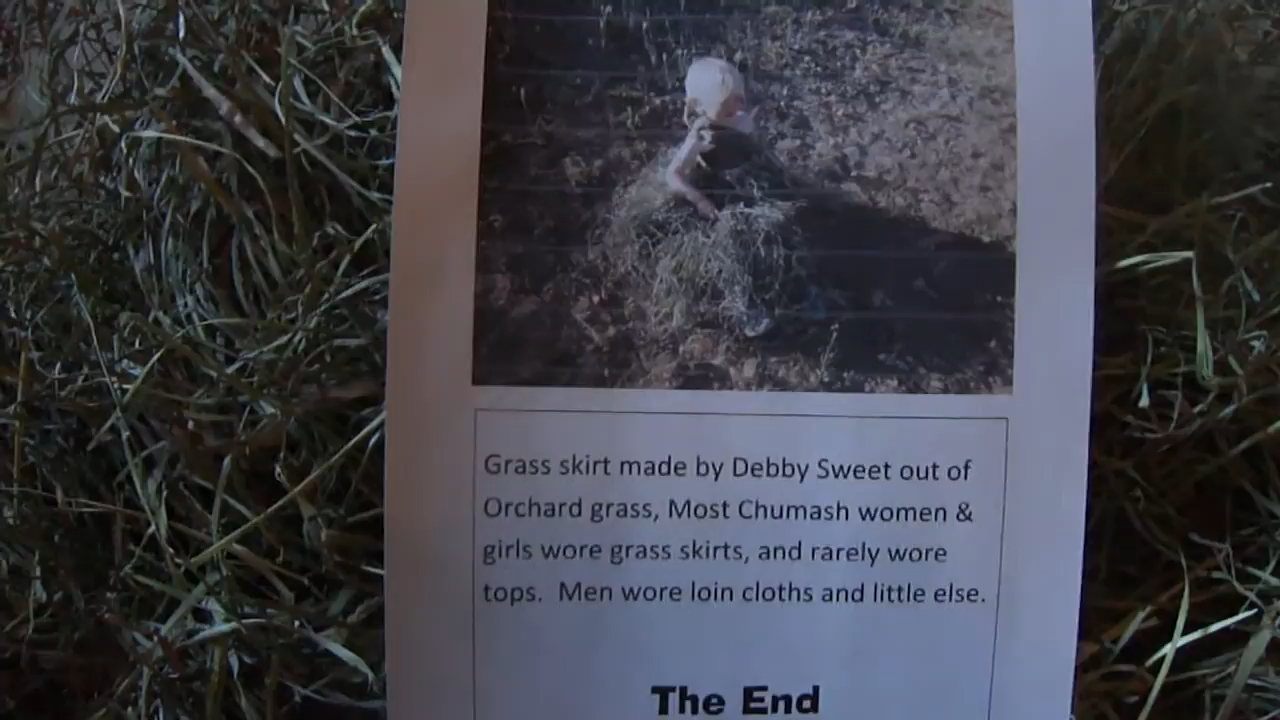 Grass skirt made by Debby Sweet out of
Orchard grass, Most Chumash women &
girls wore grass skirts, and rarely wore
tops.  Men wore loin cloths and little else.
The End